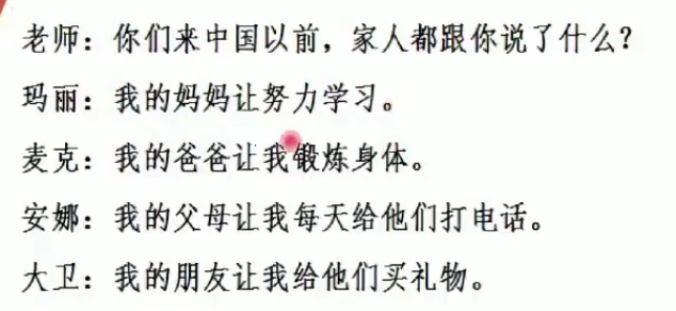 老师：你们来中国以前，家人都跟你说了什么？
玛丽：我的妈妈让努力学习。
麦克：我的爸爸让我锻炼身体。
安娜：我的父母让我每天给他们打电话。
大卫：我的朋友让我给他们买礼物。